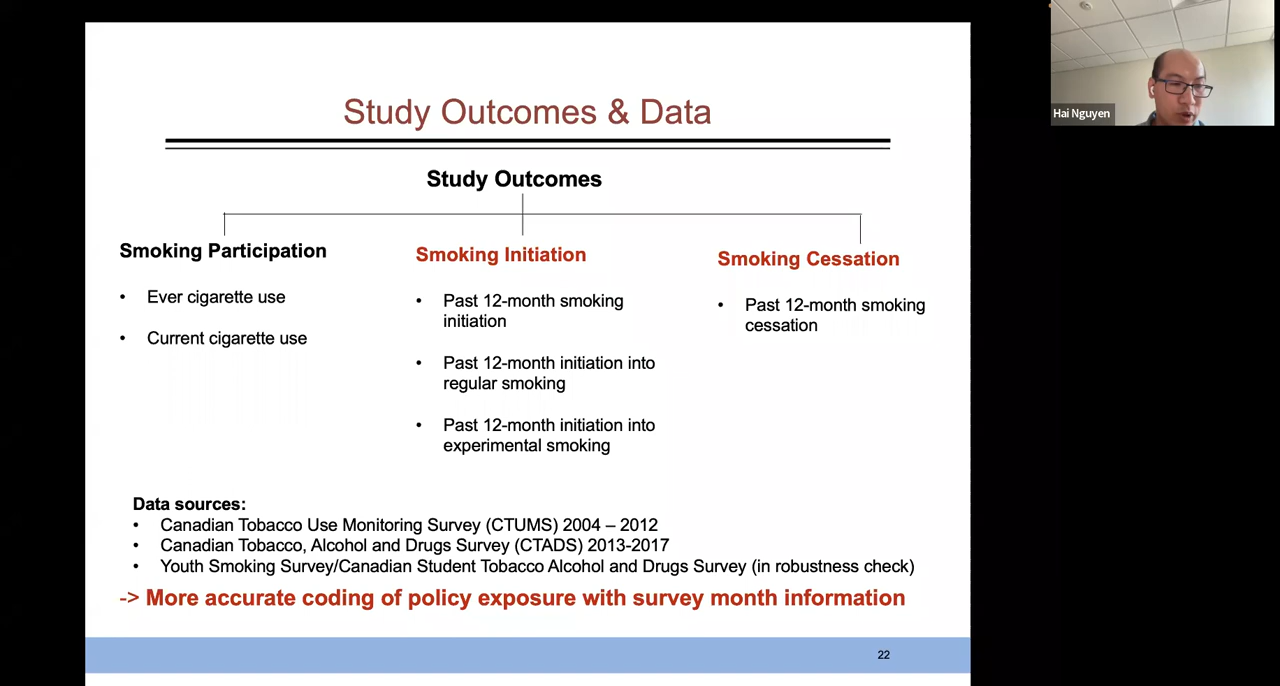 Study Outcomes & Data
Study Outcomes
Smoking Participation
• Ever cigarette use
• Current cigarette use
Smoking Initiation
• Past 12-month smoking
initiation
• Past 12-month initiation into
regular smoking
• Past 12-month initiation into
experimental smoking
Smoking Cessation
• Past 12-month smoking
cessation
Data sources:
• Canadian Tobacco Use Monitoring Survey (CTUMS) 2004 – 2012
• Canadian Tobacco, Alcohol and Drugs Survey (CTADS) 2013-2017
• Youth Smoking Survey/Canadian Student Tobacco Alcohol and Drugs Survey (in robustness check)
-> More accurate coding of policy exposure with survey month information
22
Hai Nguyen